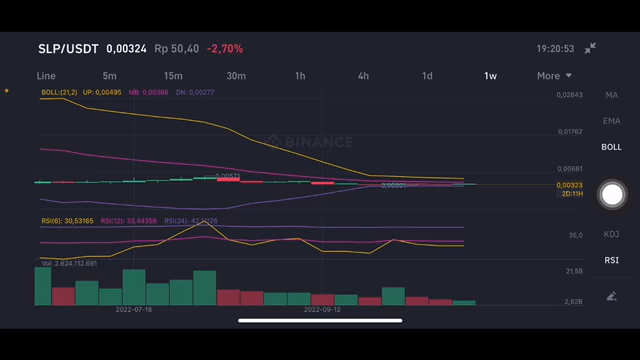 SLP/USDT 0,00324 Rp 50,40 -2,70% 19:20:53
Line 5m 15m 30m 1h 4h 1d 1w More
BOLL:(21,2) UP: 0,00495 MB: 0,00386 DN: 0,00277
0,02843
MA
EMA
0,01762
BINANCE
BOLL
0,00681
0,00571
0,00301
0,00323
2D:11H
RSI(6): 30,53165 RSI(12): 33,44356 RSI(24): 42,11126
35,0
KDJ
RSI
Vol: 2.624.112.691
21,5B
2,62B
2022-07-18 2022-09-12